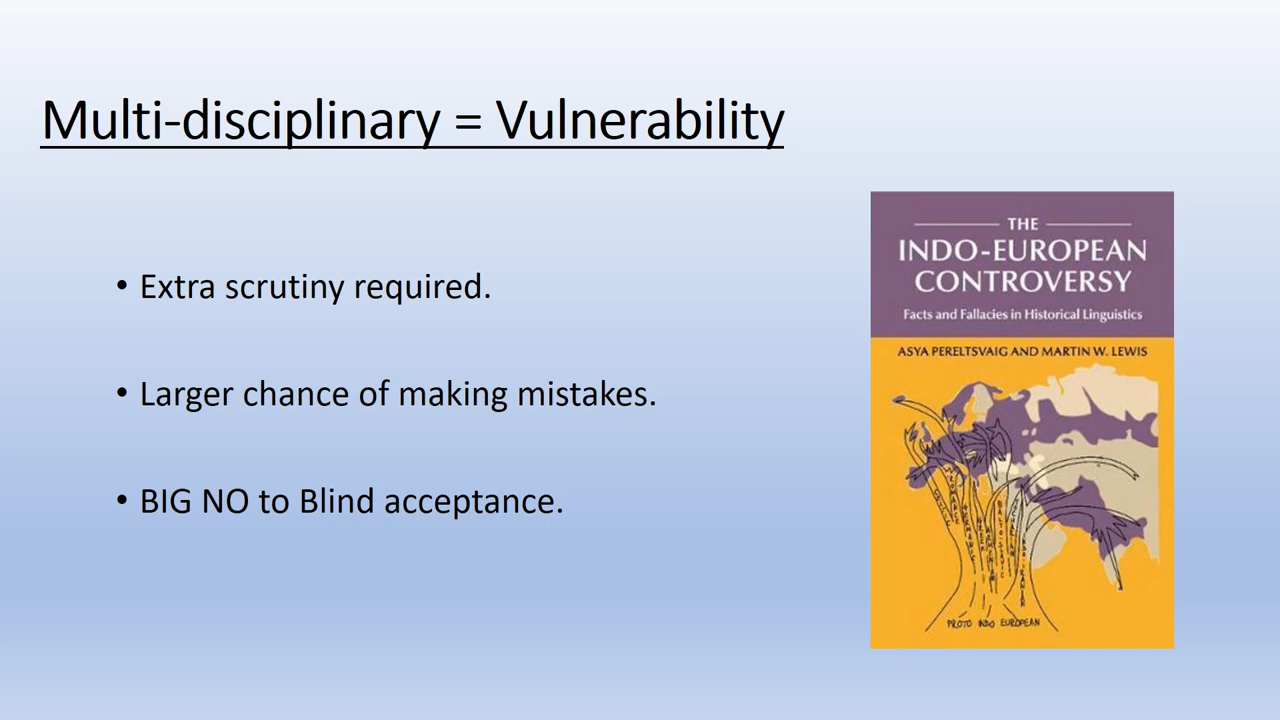 Multi-disciplinary = Vulnerability
• Extra scrutiny required.
• Larger chance of making mistakes.
• BIG NO to Blind acceptance.
THE
INDO-EUROPEAN
CONTROVERSY
Facts and Fallacies in Historical Linguistics
ASYA PERELTSVAIG AND MARTIN W. LEWIS
PROTO INDO EUROPEAN